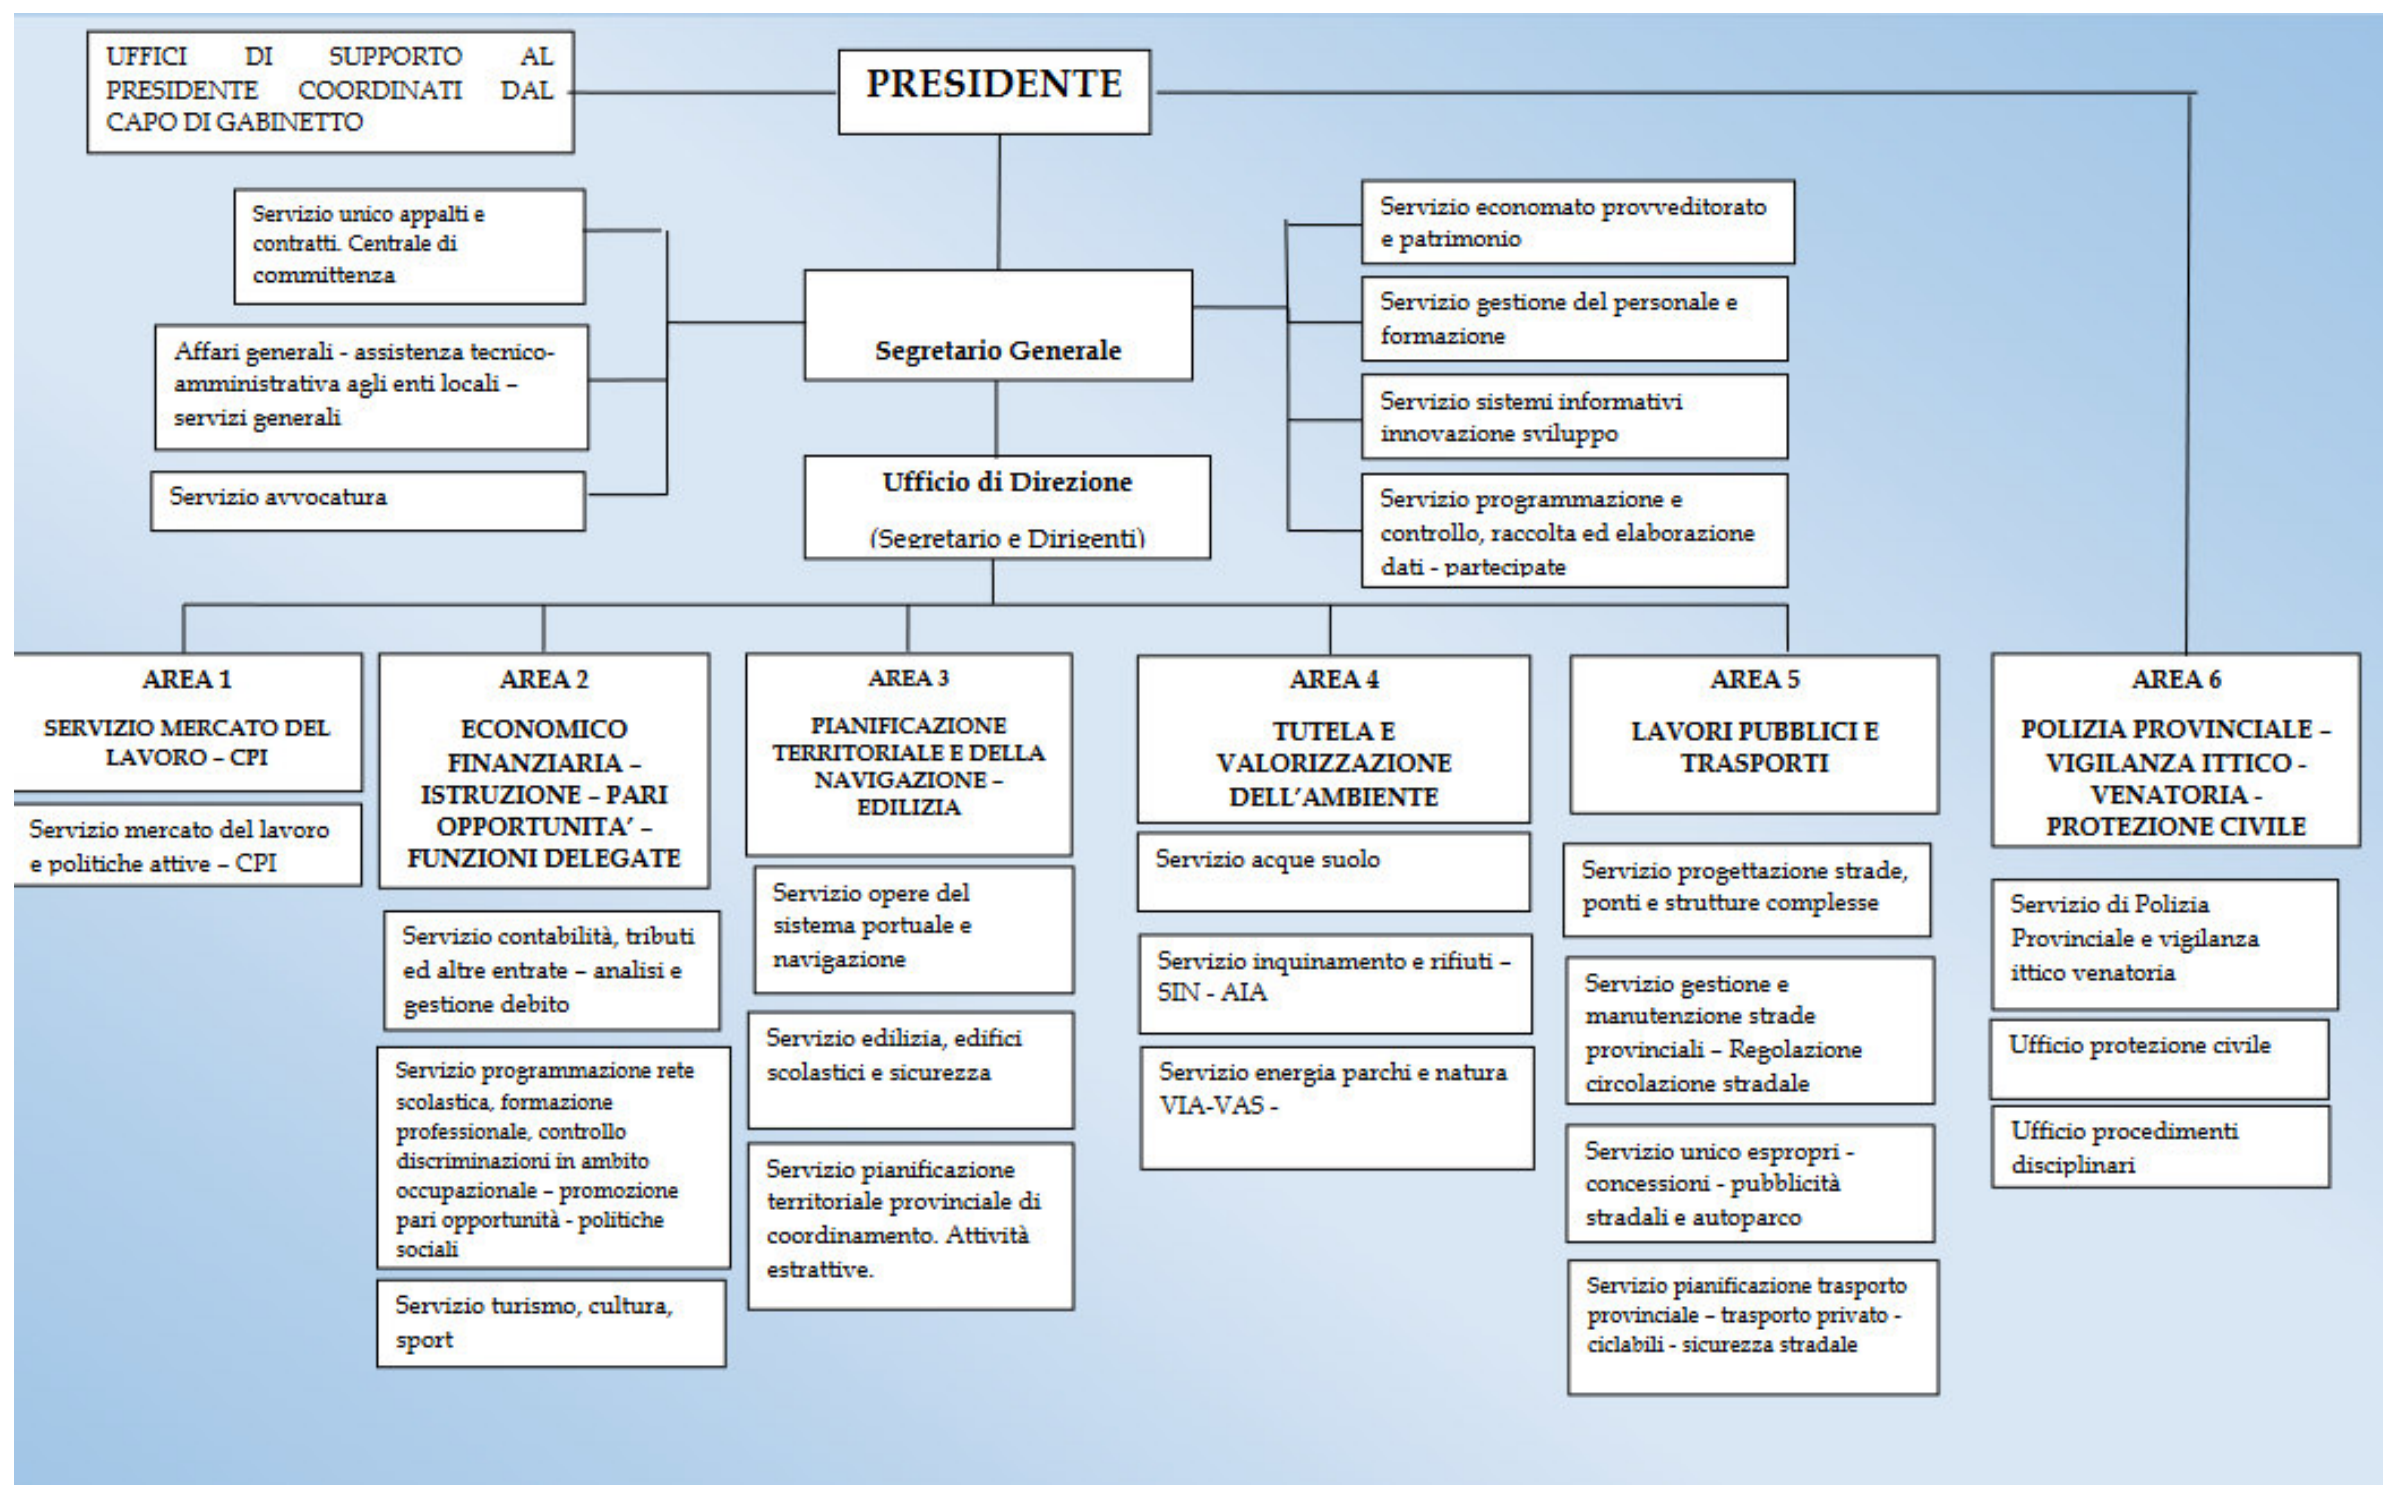 UFFICI DI SUPPORTO AL
PRESIDENTE COORDINATI DAL
CAPO DI GABINETTO
PRESIDENTE
Servizio unico appalti e
contratti. Centrale di
committenza
Affari generali - assistenza tecnico-
amministrativa agli enti locali –
servizi generali
Servizio avvocatura
Segretario Generale
Ufficio di Direzione
(Segretario e Dirigenti)
Servizio economato provveditorato
e patrimonio
Servizio gestione del personale e
formazione
Servizio sistemi informativi
innovazione sviluppo
Servizio programmazione e
controllo, raccolta ed elaborazione
dati - partecipate
AREA 1
SERVIZIO MERCATO DEL
LAVORO – CPI
Servizio mercato del lavoro
e politiche attive – CPI
AREA 2
ECONOMICO
FINANZIARIA –
ISTRUZIONE – PARI
OPPORTUNITA’ –
FUNZIONI DELEGATE
Servizio contabilità, tributi
ed altre entrate – analisi e
gestione debito
Servizio programmazione rete
scolastica, formazione
professionale, controllo
discriminazioni in ambito
occupazionale – promozione
pari opportunità - politiche
sociali
Servizio turismo, cultura,
sport
AREA 3
PIANIFICAZIONE
TERRITORIALE E DELLA
NAVIGAZIONE –
EDILIZIA
Servizio opere del
sistema portuale e
navigazione
Servizio edilizia, edifici
scolastici e sicurezza
Servizio pianificazione
territoriale provinciale di
coordinamento. Attività
estrattive.
AREA 4
TUTELA E
VALORIZZAZIONE
DELL’AMBIENTE
Servizio acque suolo
Servizio inquinamento e rifiuti –
SIN - AIA
Servizio energia parchi e natura
VIA-VAS -
AREA 5
LAVORI PUBBLICI E
TRASPORTI
Servizio progettazione strade,
ponti e strutture complesse
Servizio gestione e
manutenzione strade
provinciali – Regolazione
circolazione stradale
Servizio unico espropri -
concessioni - pubblicità
stradali e autoparco
Servizio pianificazione trasporto
provinciale – trasporto privato -
ciclabili - sicurezza stradale
AREA 6
POLIZIA PROVINCIALE –
VIGILANZA ITTICO -
VENATORIA -
PROTEZIONE CIVILE
Servizio di Polizia
Provinciale e vigilanza
ittico venatoria
Ufficio protezione civile
Ufficio procedimenti
disciplinari